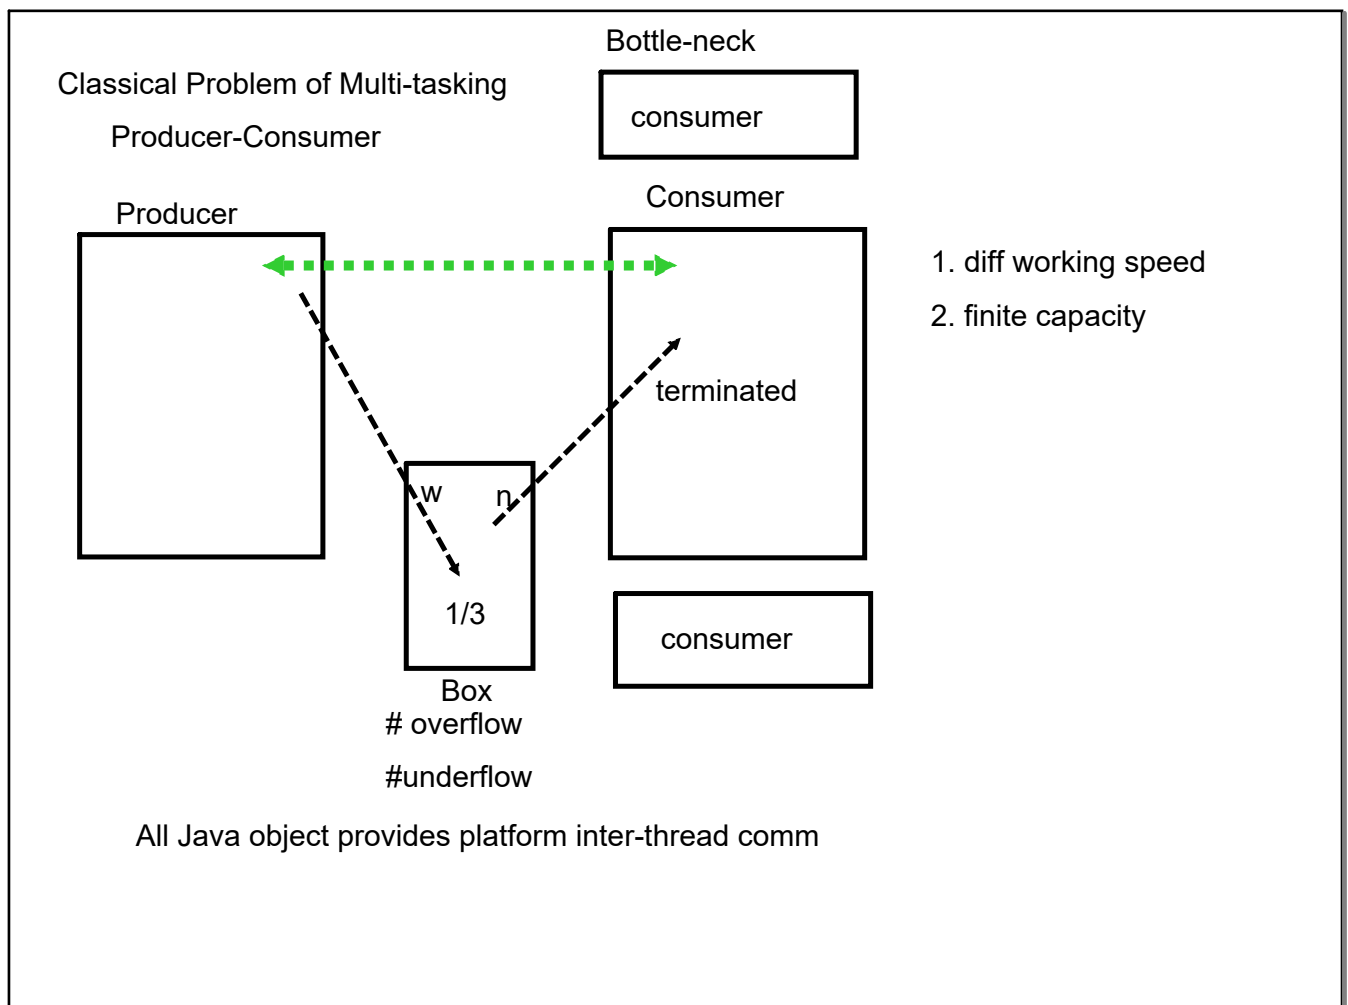 Bottle-neck
Classical Problem of Multi-tasking
consumer
Producer-Consumer
Consumer
Producer
1. diff working speed
2. finite capacity
terminated
w n
1/3
consumer
Box
# overflow
#underflow
All Java object provides platform inter-thread comm